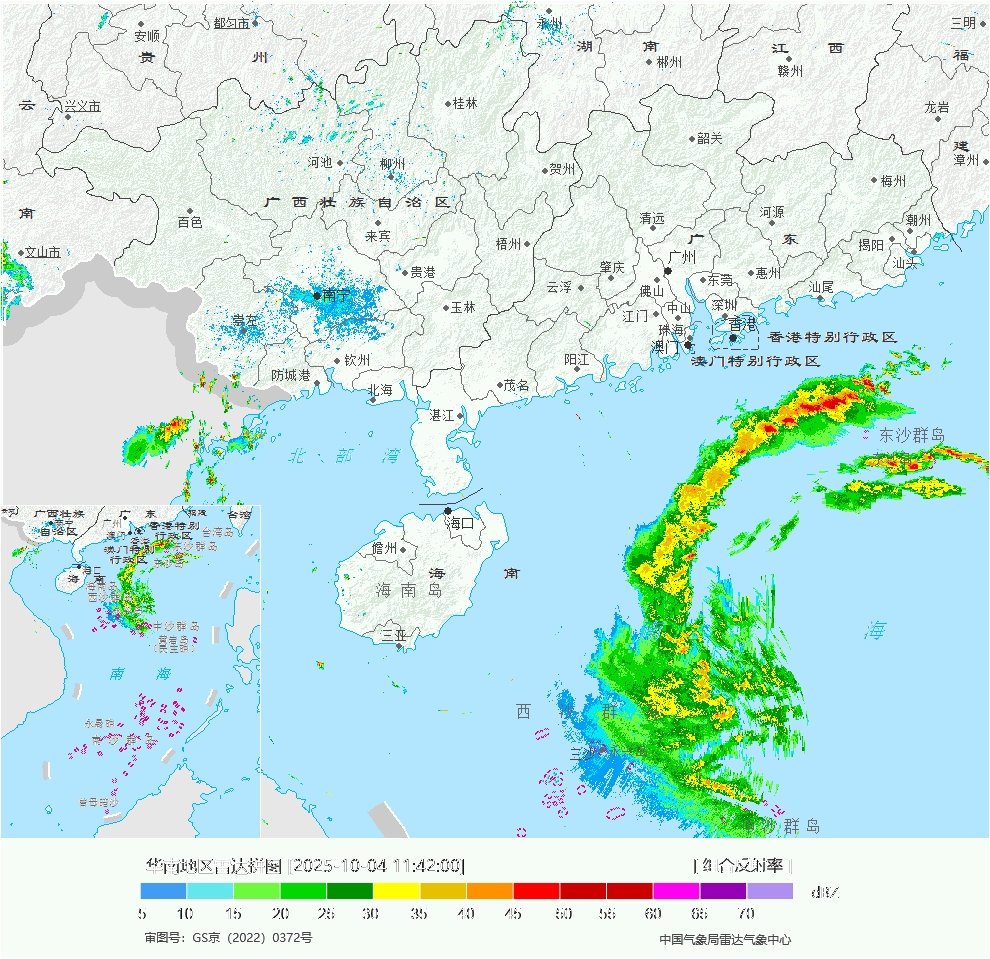 永州
三明
安顺
都匀市
贵 州
湖 南
江 西
福
郴州
赣州
云
兴义市
桂林
龙岩
韶关
建
河池
柳州
贺州
漳州
梅州
广 西 壮 族 自 治 区
南
百色
来宾
清远
河源
潮州
梧州
广 东
揭阳
文山市
广州
汕头
贵港
肇庆
东莞
惠州
南宁
云浮
佛山
汕尾
玉林
中山
深圳
崇左
江门
珠海
香港
香港特别行政区
澳门
澳门特别行政区
钦州
阳江
防城港
北海
茂名
湛江
东沙群岛
北 部 湾
海口
儋州
海 南
海 南 岛
三亚
海
西 沙 群
广西壮族
自治区
广 东
台湾
广州
香港特别
行政区
台湾岛
澳门特别
行政区
东沙群岛
海口
海 南
海南岛
西沙群
中沙群岛
黄岩岛
南 海
永暑礁
南 沙 群 岛
曾母暗沙
沙 群 岛
华南地区雷达拼图 [2025-10-04 11:42:00]
[ 组合反射率 ]
dBZ
5 10 15 20 25 30 35 40 45 50 55 60 65 70
审图号：GS京（2022）0372号
中国气象局雷达气象中心